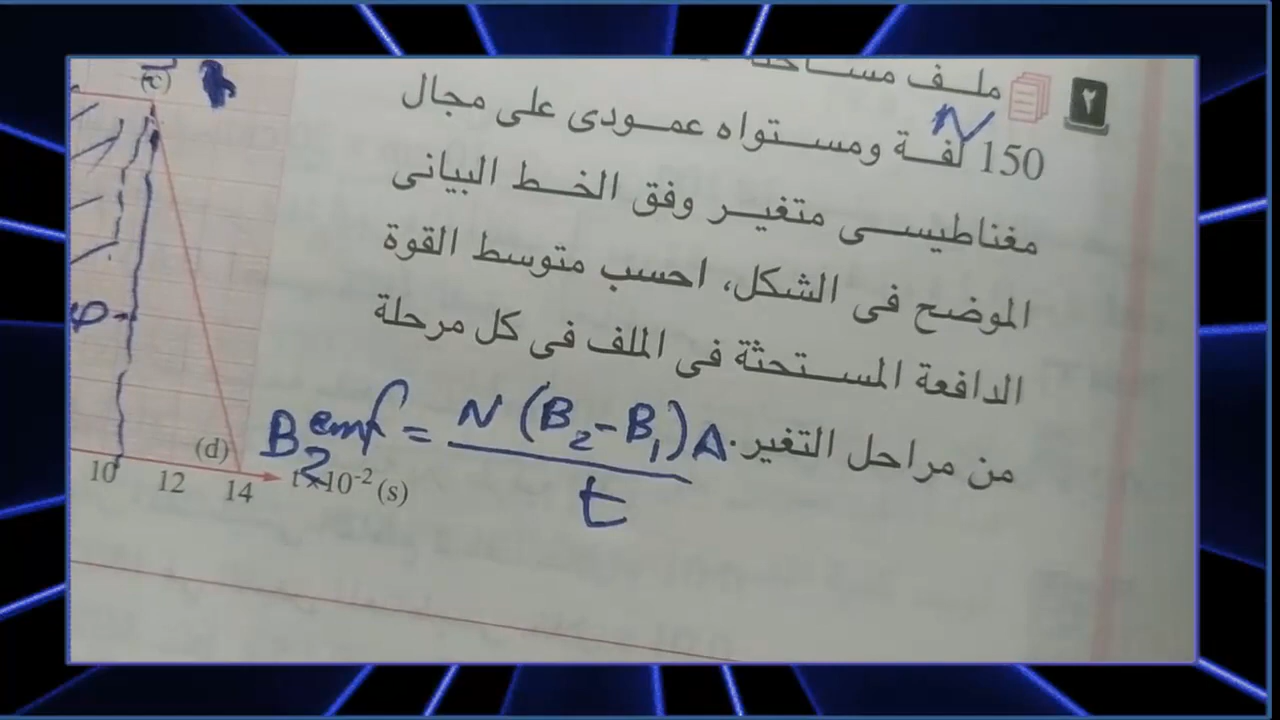 ٢
ملف
150 لفة ومستواه عمودى على مجال
N
مغناطيسى متغير وفق الخط البيانى
الموضح فى الشكل، احسب متوسط القوة
الدافعة المستحثة فى الملف فى كل مرحلة
من مراحل التغير.
emf = N (B2 - B1) A
t
B2
(c)
(d)
10 12 14 t×10-2 (s)